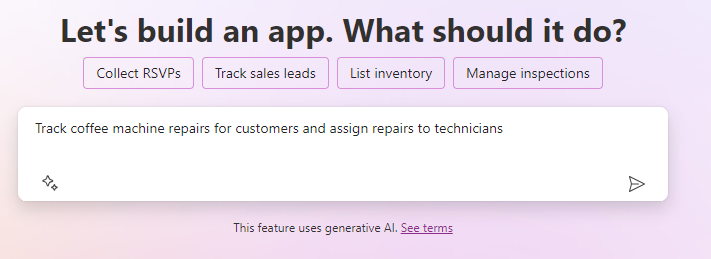 Let's build an app. What should it do?
Collect RSVPs Track sales leads List inventory Manage inspections
Track coffee machine repairs for customers and assign repairs to technicians
This feature uses generative AI. See terms